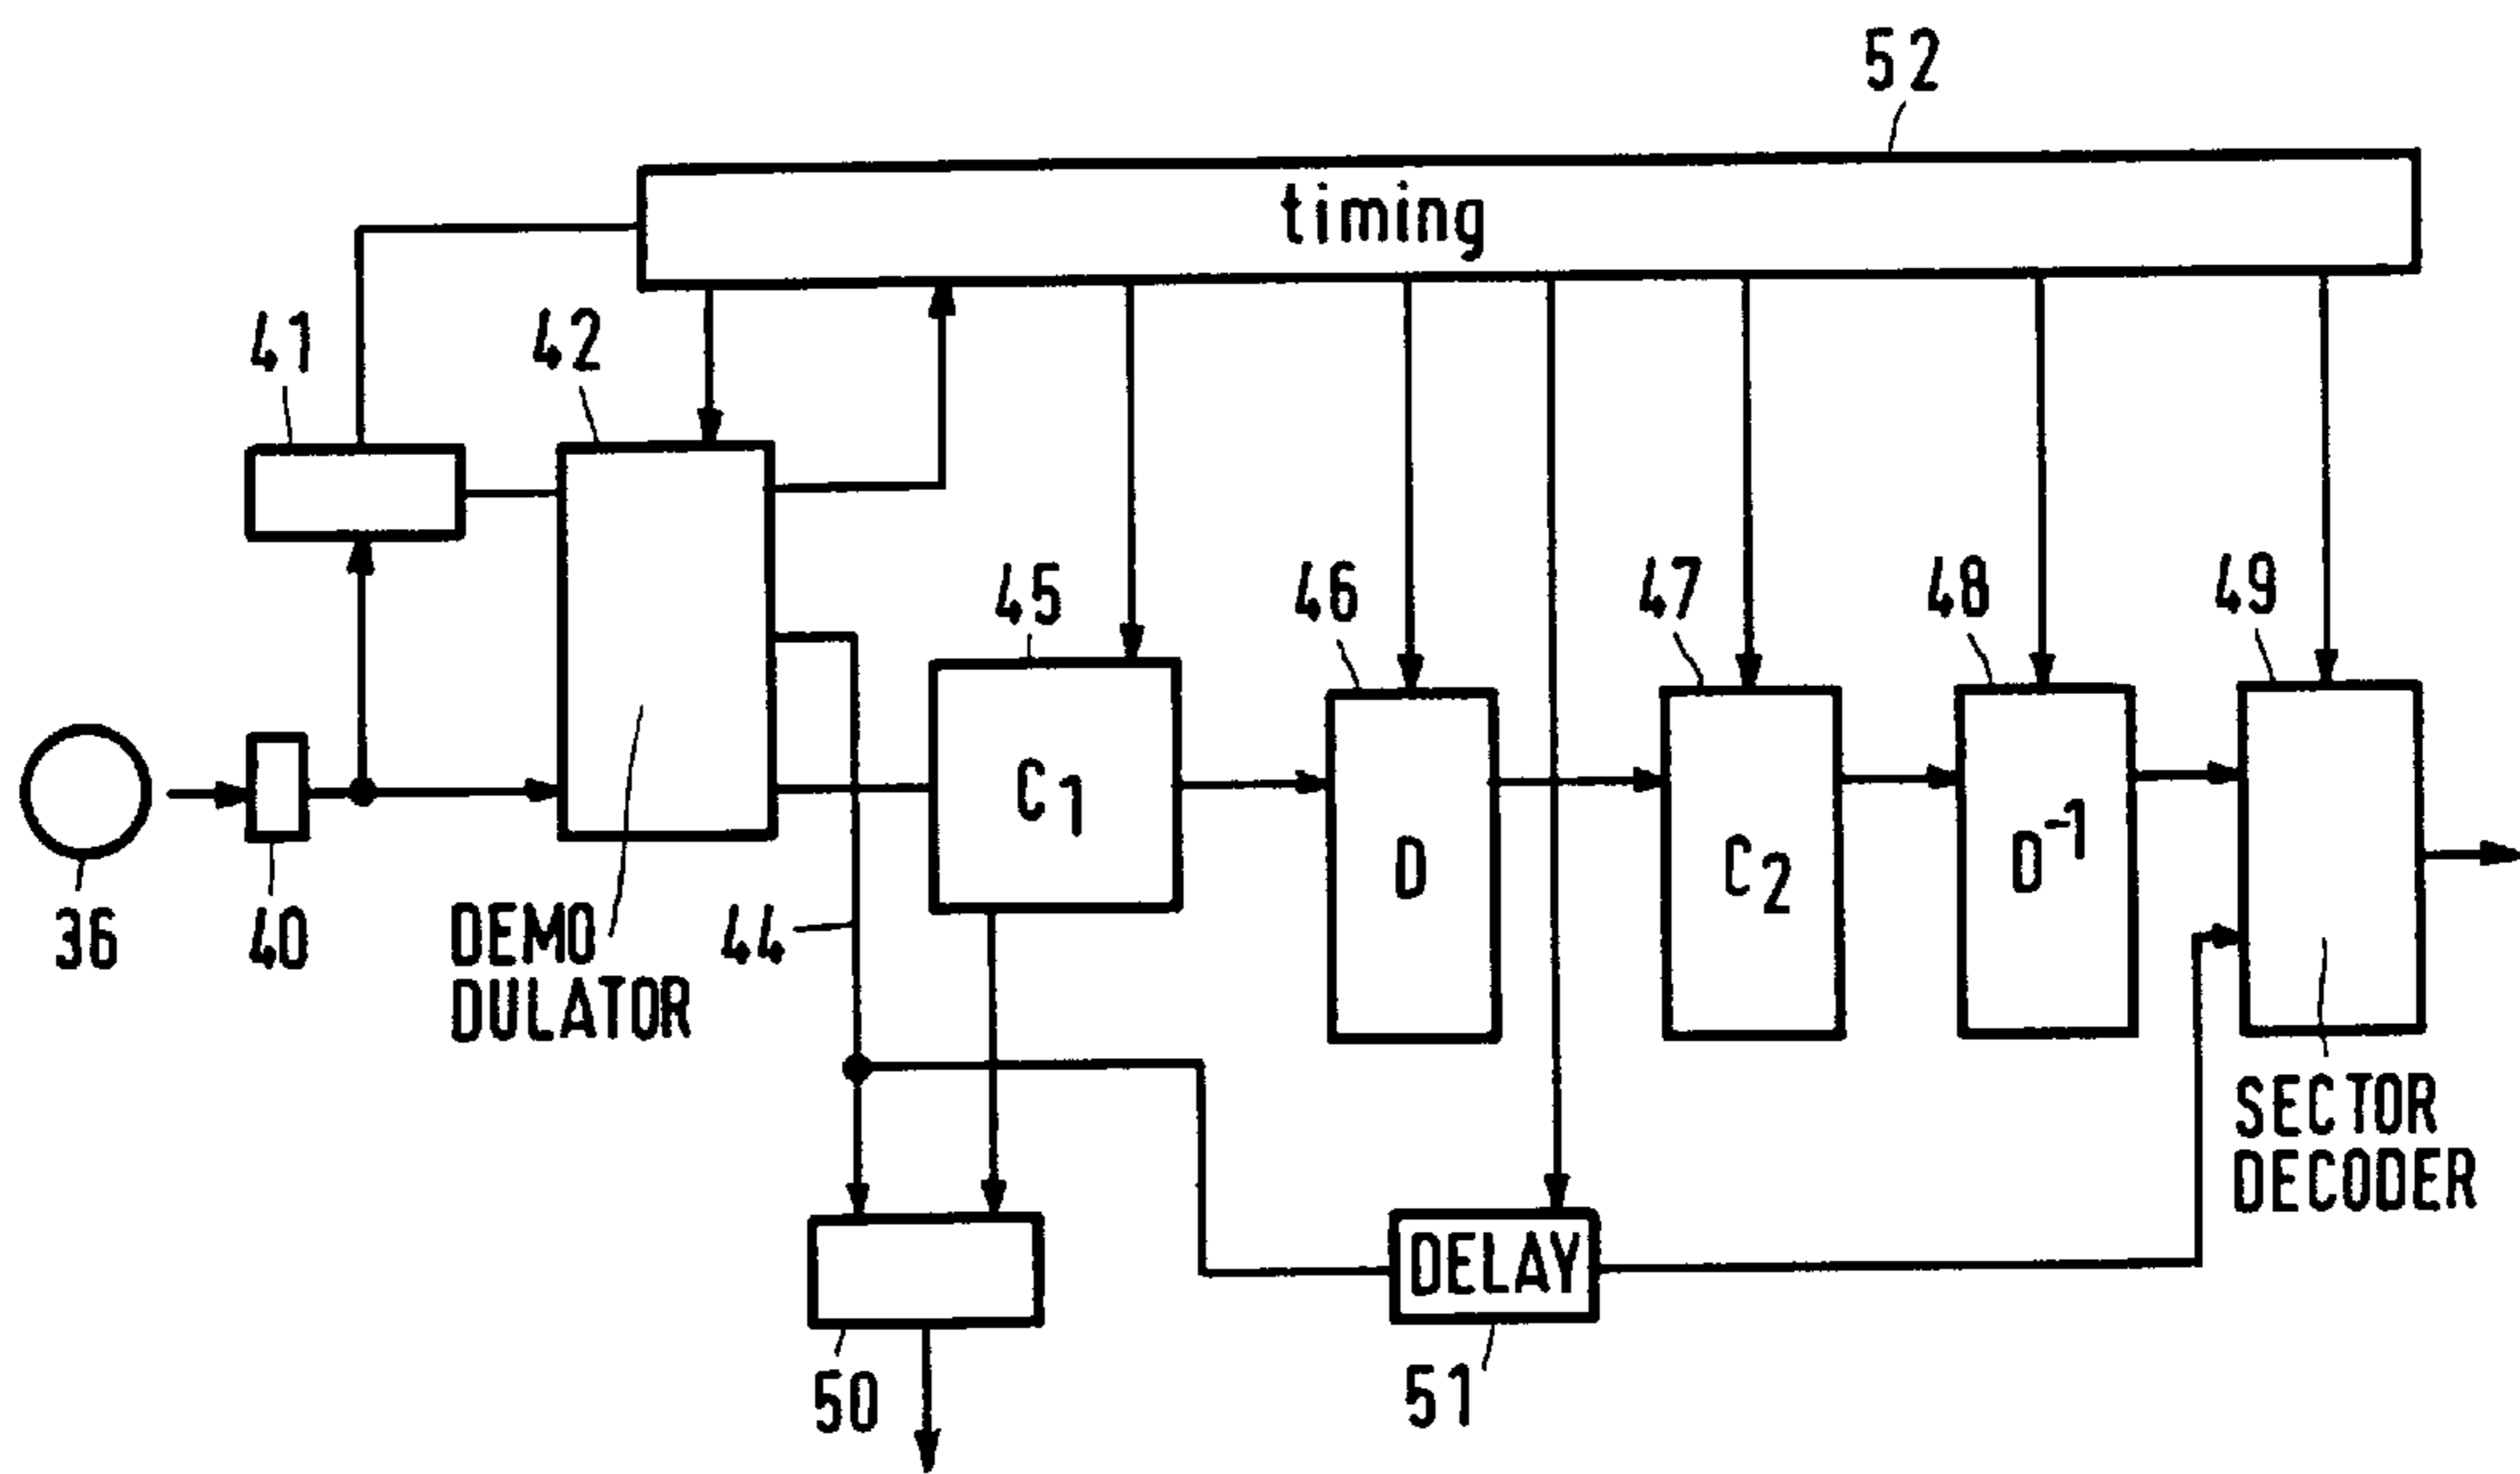 52
timing
41
42
45
46
47
48
49
C1
D
C2
D-1
36
40
DEMO
DULATOR
44
SECTOR
DECODER
DELAY
50
51